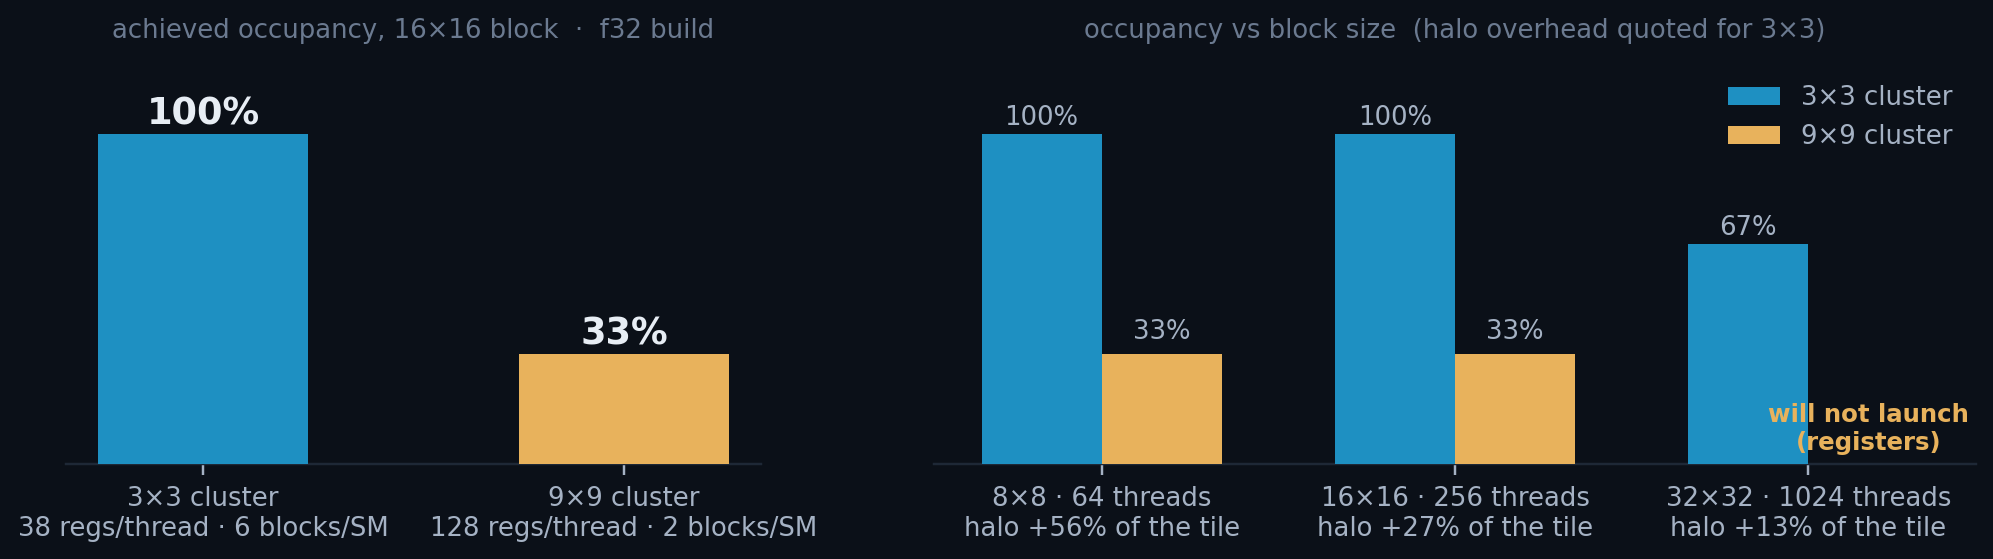 achieved occupancy, 16×16 block · f32 build
100%
33%
3×3 cluster
38 regs/thread · 6 blocks/SM
9×9 cluster
128 regs/thread · 2 blocks/SM
occupancy vs block size (halo overhead quoted for 3×3)
3×3 cluster
9×9 cluster
100%
33%
100%
33%
67%
will not launch
(registers)
8×8 · 64 threads
halo +56% of the tile
16×16 · 256 threads
halo +27% of the tile
32×32 · 1024 threads
halo +13% of the tile